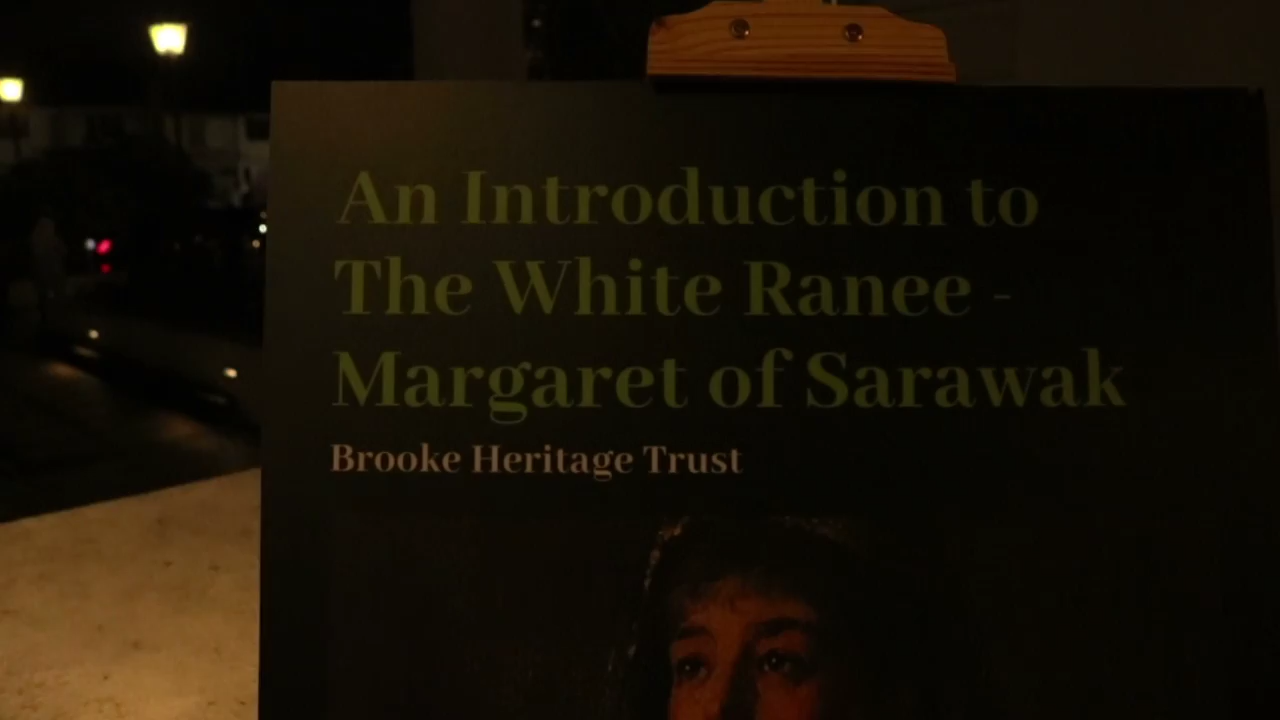 An Introduction to
The White Ranee -
Margaret of Sarawak
Brooke Heritage Trust